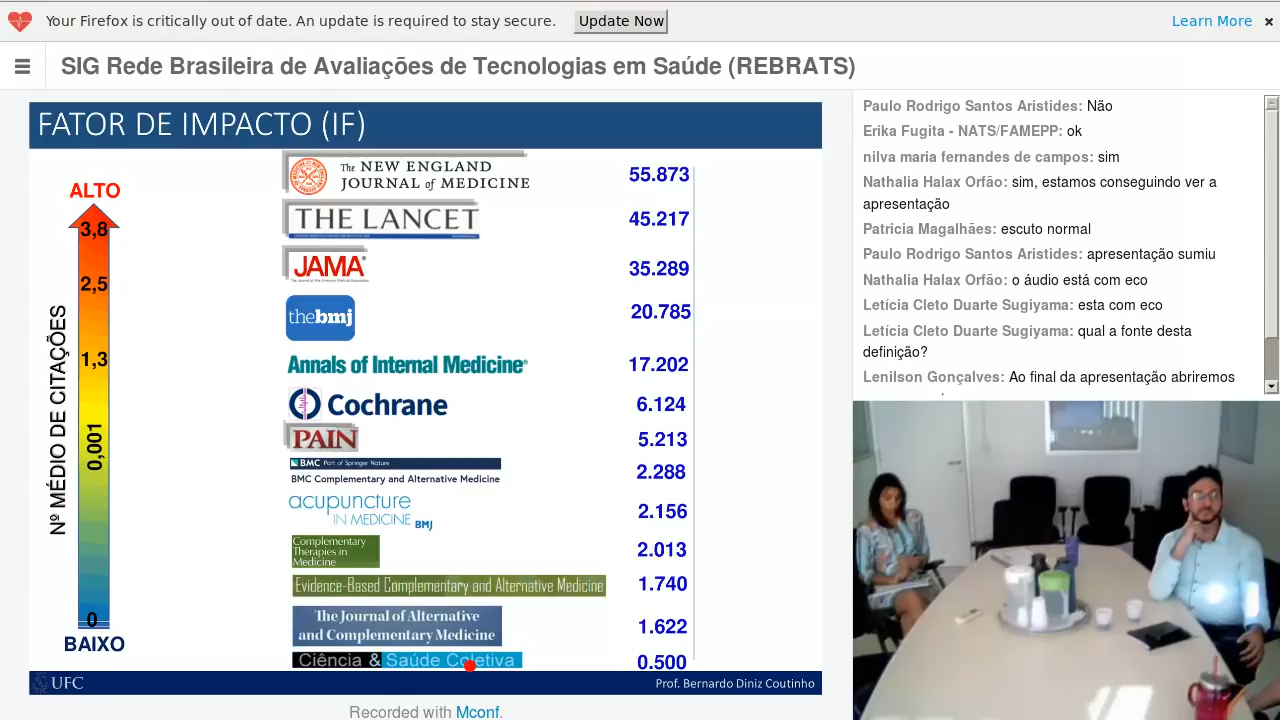 Your Firefox is critically out of date. An update is required to stay secure.
Update Now
Learn More
SIG Rede Brasileira de Avaliações de Tecnologias em Saúde (REBRATS)
FATOR DE IMPACTO (IF)
ALTO
3,8
2,5
1,3
0,001
0
BAIXO
Nº MÉDIO DE CITAÇÕES
The NEW ENGLAND
JOURNAL of MEDICINE
55.873
THE LANCET
45.217
JAMA
35.289
thebmj
20.785
Annals of Internal Medicine®
17.202
Cochrane
6.124
PAIN
5.213
BMC Part of Springer Nature
BMC Complementary and Alternative Medicine
2.288
acupuncture
IN MEDICINE BMJ
2.156
Complementary
Therapies in
Medicine
2.013
Evidence-Based Complementary and Alternative Medicine
1.740
The Journal of Alternative
and Complementary Medicine
1.622
Ciência & Saúde Coletiva
0.500
UFC
Prof. Bernardo Diniz Coutinho
Recorded with Mconf.
Paulo Rodrigo Santos Aristides: Não
Erika Fugita - NATS/FAMEPP: ok
nilva maria fernandes de campos: sim
Nathalia Halax Orfão: sim, estamos conseguindo ver a
apresentação
Patricia Magalhães: escuto normal
Paulo Rodrigo Santos Aristides: apresentação sumiu
Nathalia Halax Orfão: o áudio está com eco
Letícia Cleto Duarte Sugiyama: esta com eco
Letícia Cleto Duarte Sugiyama: qual a fonte desta
definição?
Lenilson Gonçalves: Ao final da apresentação abriremos